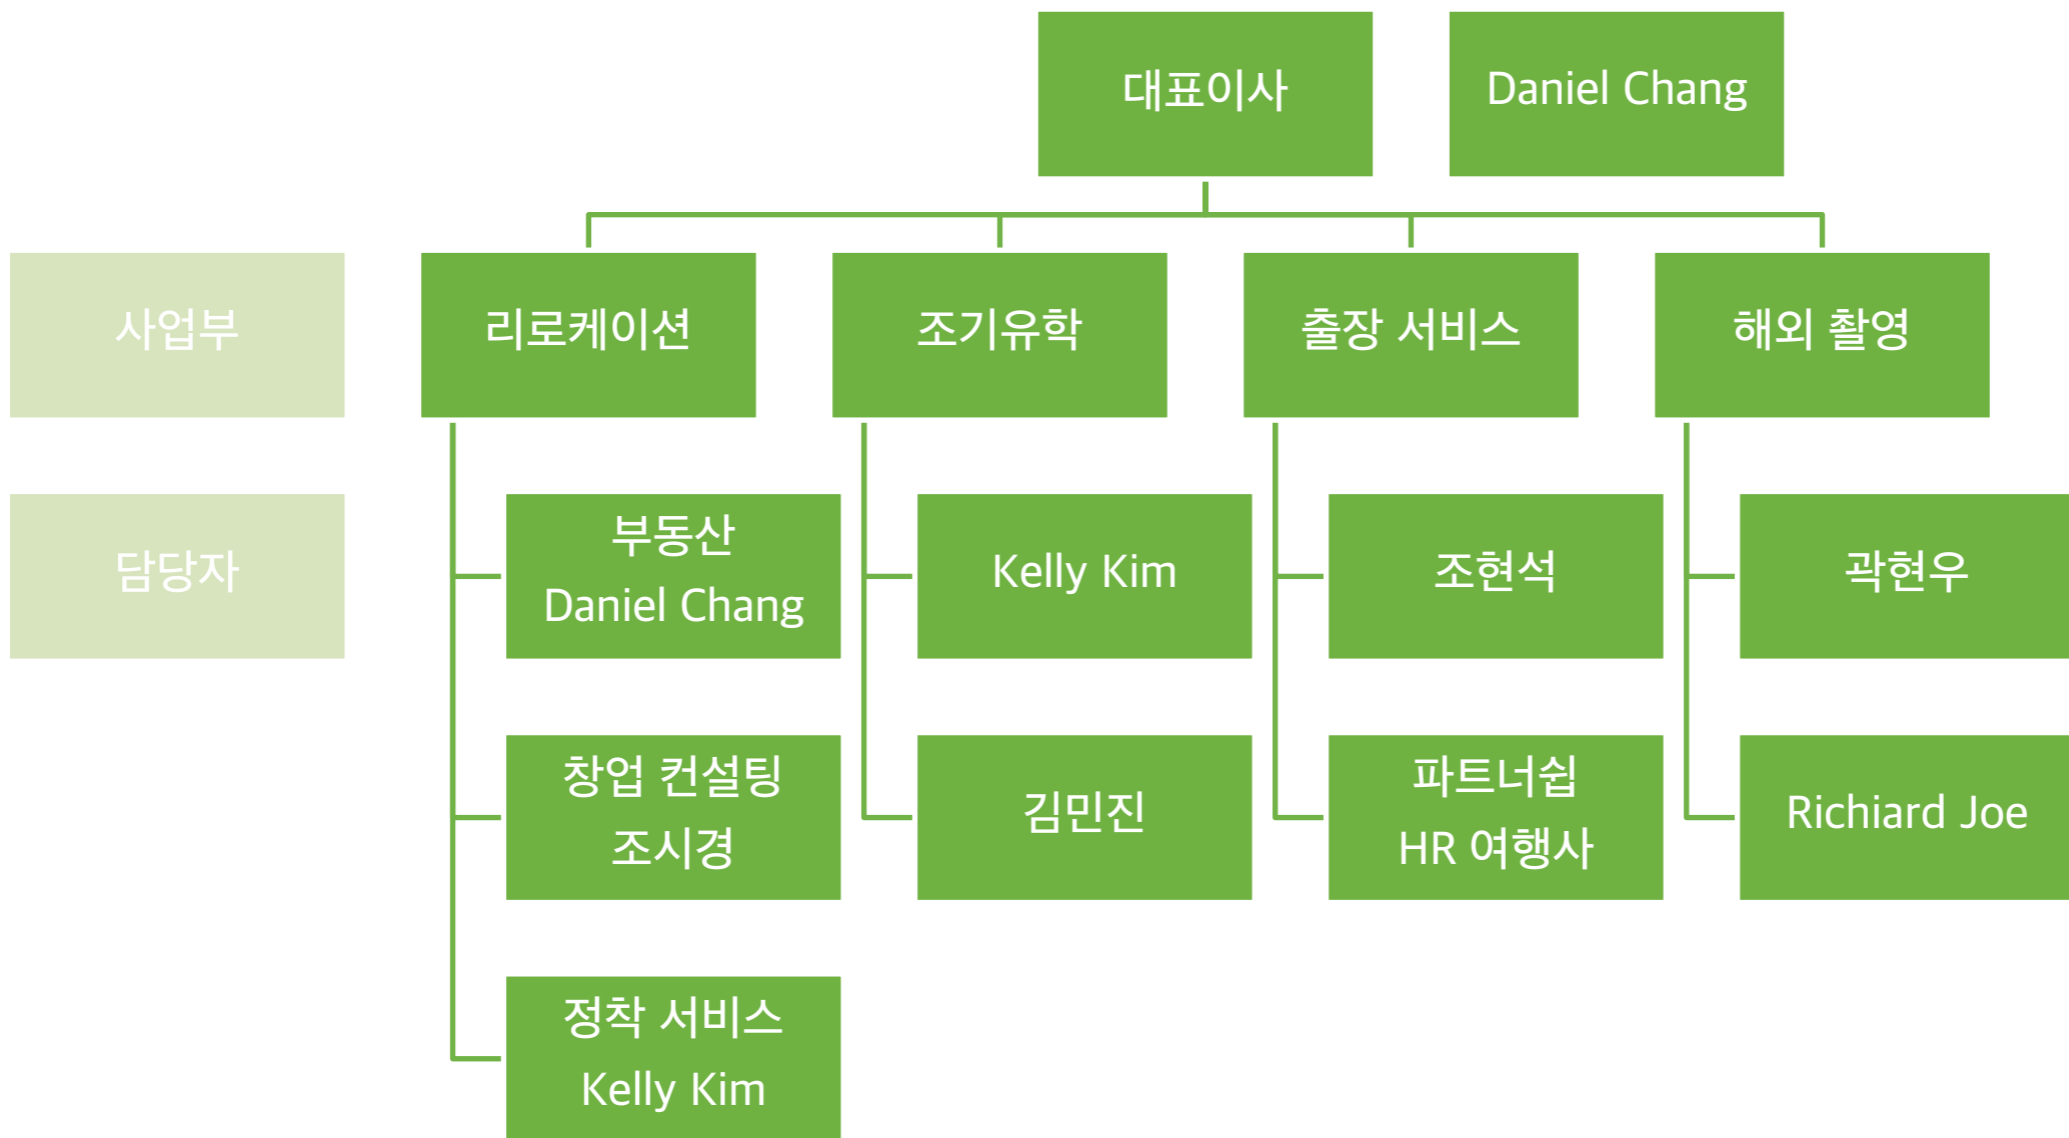 대표이사
Daniel Chang
사업부
리로케이션
조기유학
출장 서비스
해외 촬영
담당자
부동산
Daniel Chang
Kelly Kim
조현석
곽현우
창업 컨설팅
조시경
김민진
파트너쉽
HR 여행사
Richiard Joe
정착 서비스
Kelly Kim